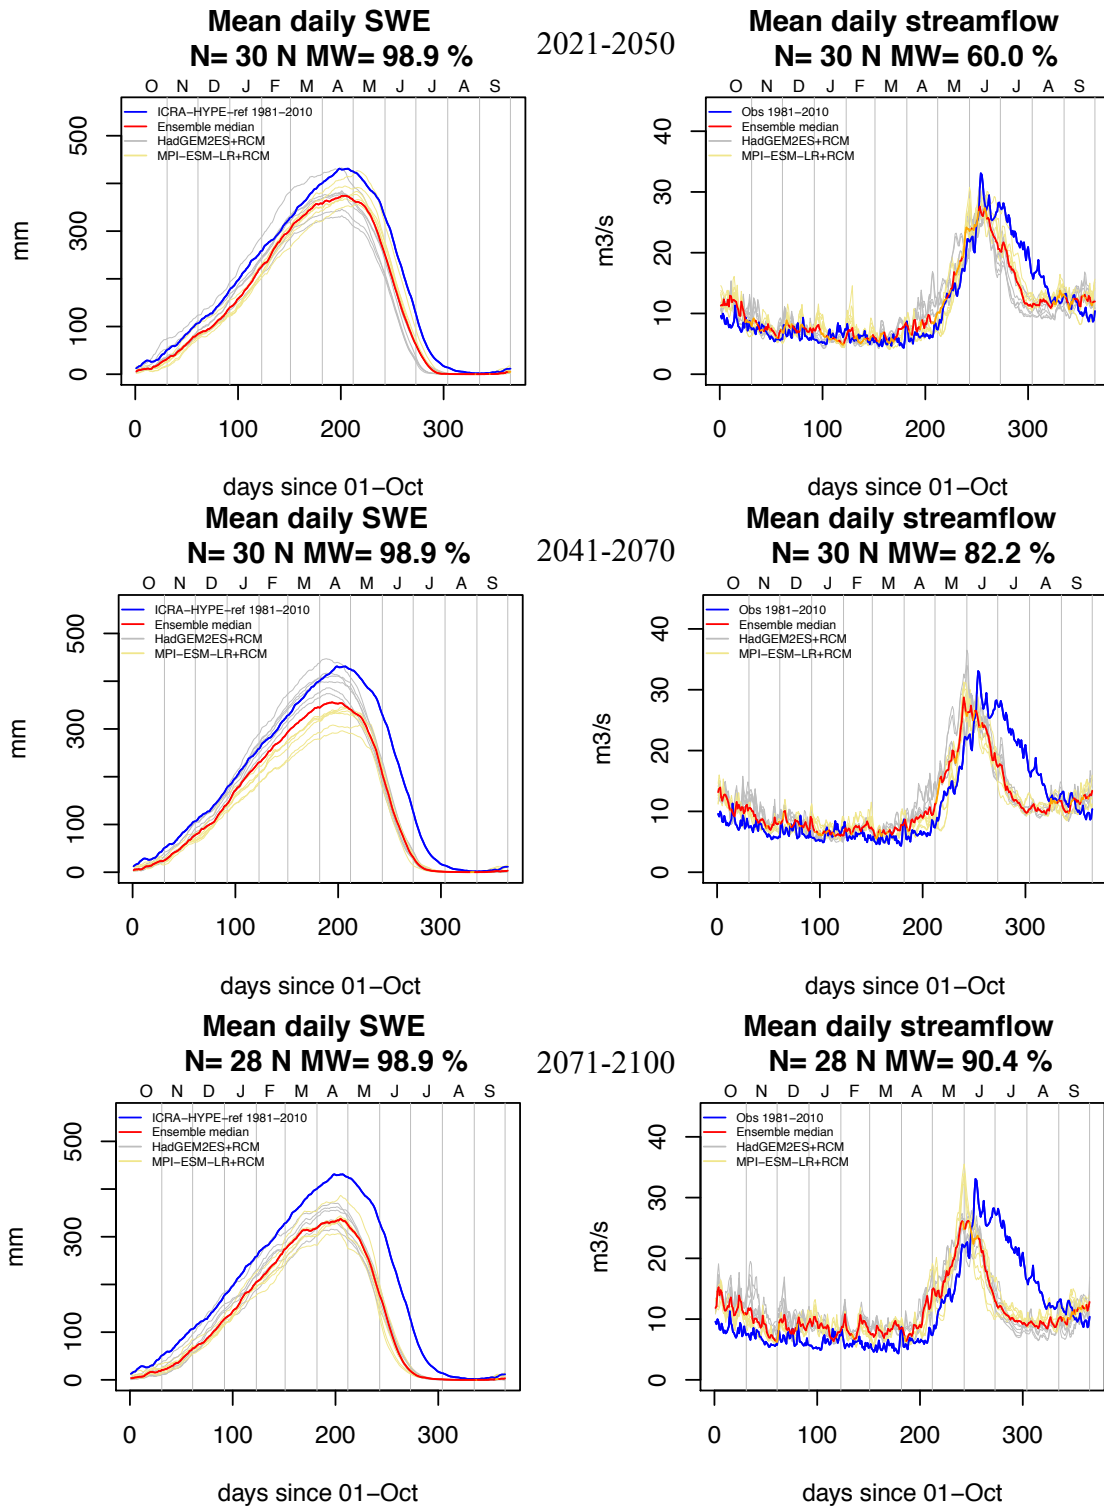 Mean daily SWE
N= 30 N MW= 98.9 %
O N D J F M A M J J A S
ICRA−HYPE−ref 1981−2010
Ensemble median
HadGEM2ES+RCM
MPI−ESM−LR+RCM
500
300
100
0
mm
0 100 200 300
days since 01−Oct
2021-2050
Mean daily streamflow
N= 30 N MW= 60.0 %
O N D J F M A M J J A S
Obs 1981−2010
Ensemble median
HadGEM2ES+RCM
MPI−ESM−LR+RCM
40
30
20
10
0
m3/s
0 100 200 300
days since 01−Oct
Mean daily SWE
N= 30 N MW= 98.9 %
O N D J F M A M J J A S
ICRA−HYPE−ref 1981−2010
Ensemble median
HadGEM2ES+RCM
MPI−ESM−LR+RCM
500
300
100
0
mm
0 100 200 300
days since 01−Oct
2041-2070
Mean daily streamflow
N= 30 N MW= 82.2 %
O N D J F M A M J J A S
Obs 1981−2010
Ensemble median
HadGEM2ES+RCM
MPI−ESM−LR+RCM
40
30
20
10
0
m3/s
0 100 200 300
days since 01−Oct
Mean daily SWE
N= 28 N MW= 98.9 %
O N D J F M A M J J A S
ICRA−HYPE−ref 1981−2010
Ensemble median
HadGEM2ES+RCM
MPI−ESM−LR+RCM
500
300
100
0
mm
0 100 200 300
days since 01−Oct
2071-2100
Mean daily streamflow
N= 28 N MW= 90.4 %
O N D J F M A M J J A S
Obs 1981−2010
Ensemble median
HadGEM2ES+RCM
MPI−ESM−LR+RCM
40
30
20
10
0
m3/s
0 100 200 300
days since 01−Oct